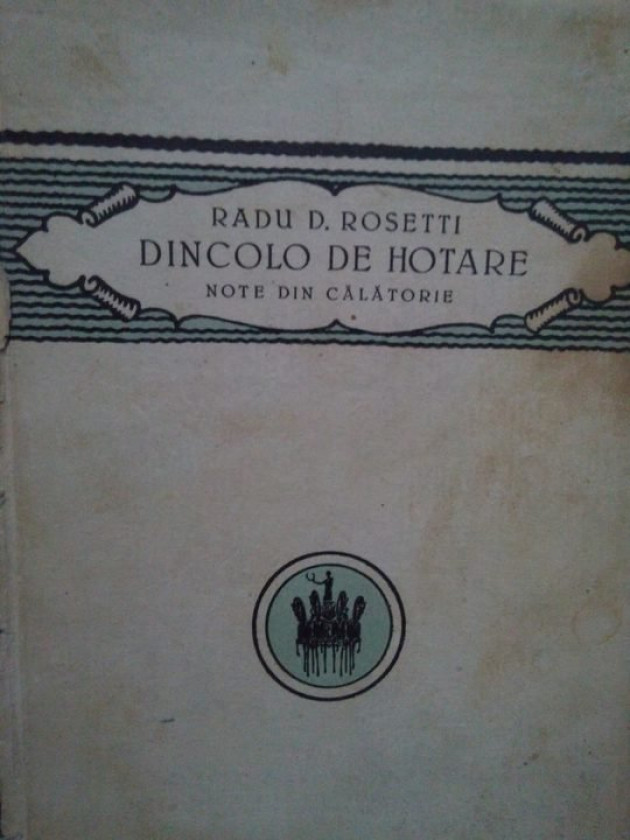 RADU D. ROSETTI
DINCOLO DE HOTARE
NOTE DIN CĂLĂTORIE